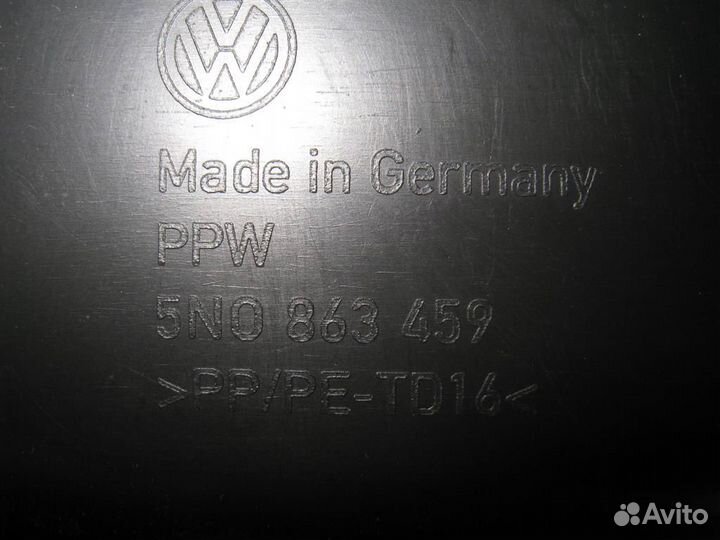 Made in Germany
PPW
5N0 863 459
>PP/PE-TD16<
Avito